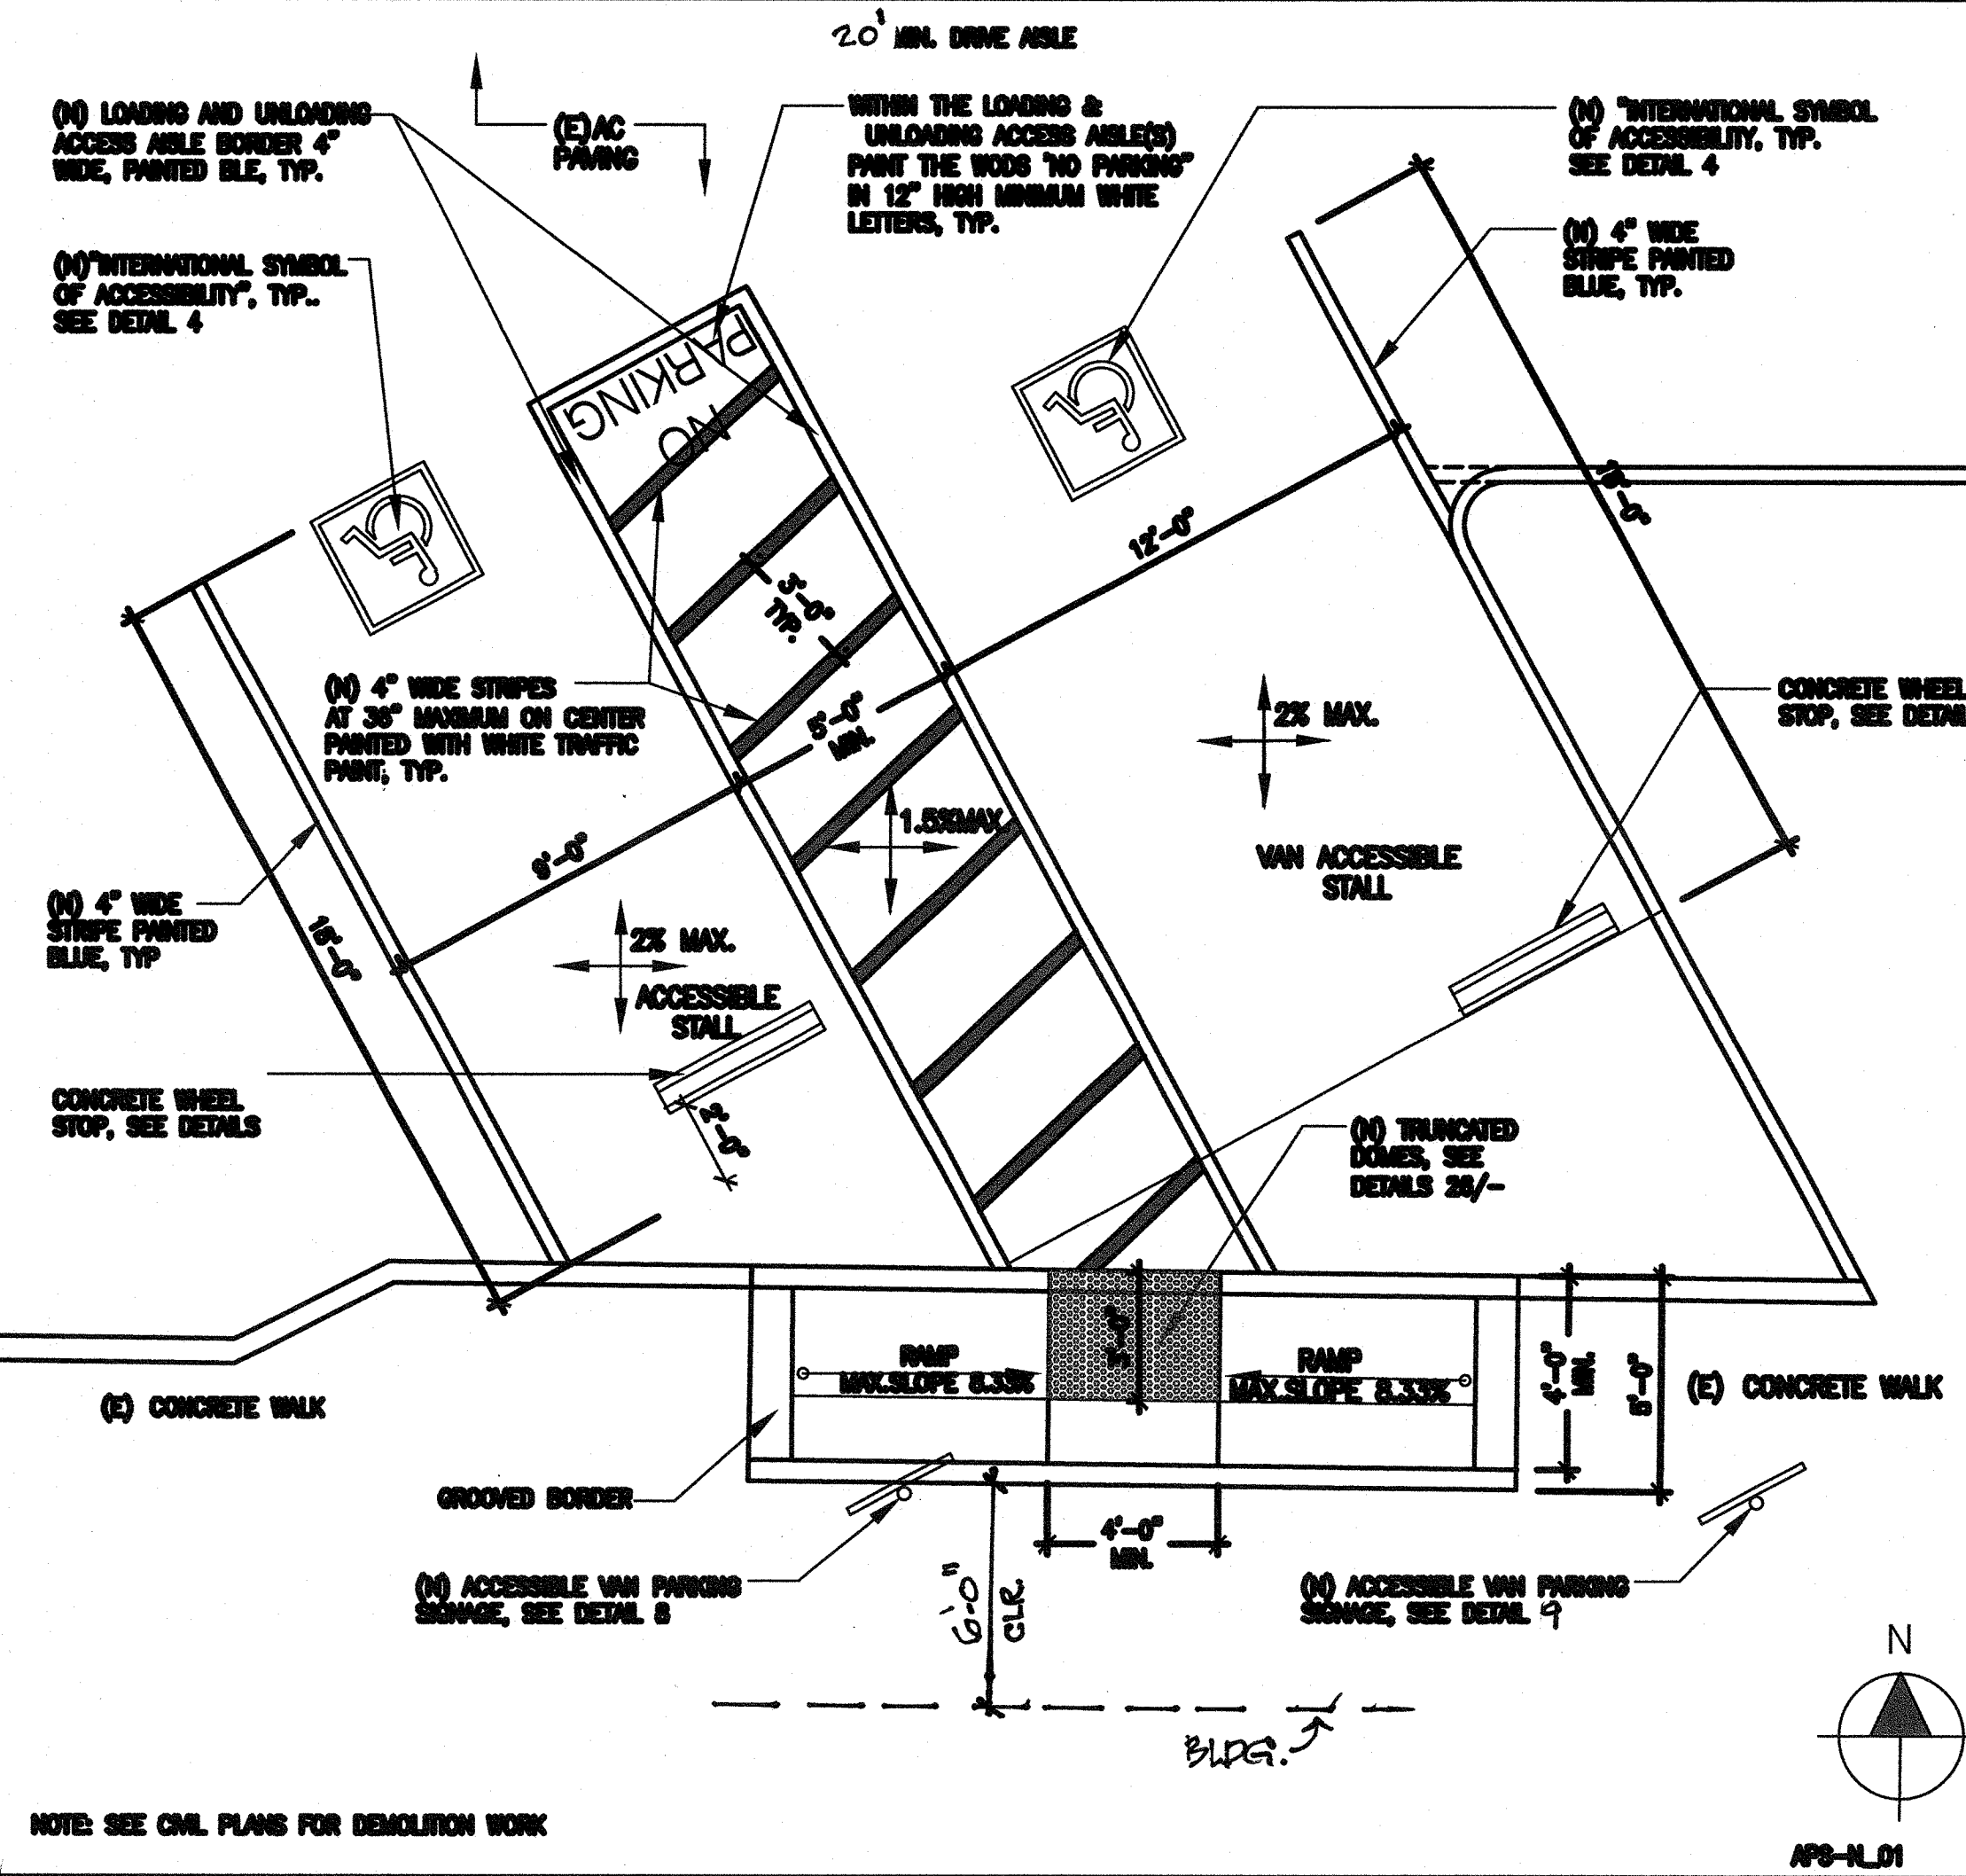 20' MIN. DRIVE AISLE
(N) LOADING AND UNLOADING
ACCESS AISLE BORDER 4"
WIDE, PAINTED BLE, TYP.
(E)AC
PAVING
WITHIN THE LOADING &
UNLOADING ACCESS AISLE(S)
PAINT THE WODS "NO PARKING"
IN 12" HIGH MINIMUM WHITE
LETTERS, TYP.
(N) "INTERNATIONAL SYMBOL
OF ACCESSIBILITY, TYP.
SEE DETAIL 4
(N) 4" WIDE
STRIPE PAINTED
BLUE, TYP.
(N)"INTERNATIONAL SYMBOL
OF ACCESSIBILITY", TYP..
SEE DETAIL 4
NO
PARKING
18'-0"
12'-0"
3'-0"
TYP.
(N) 4" WIDE STRIPES
AT 36" MAXIMUM ON CENTER
PAINTED WITH WHITE TRAFFIC
PAINT, TYP.
5'-0"
MIN.
2% MAX.
CONCRETE WHEEL
STOP, SEE DETAIL
1.5%MAX
9'-0"
VAN ACCESSIBLE
STALL
(N) 4" WIDE
STRIPE PAINTED
BLUE, TYP
18'-0"
2% MAX.
ACCESSIBLE
STALL
CONCRETE WHEEL
STOP, SEE DETAILS
2'-0"
(N) TRUNCATED
DOMES, SEE
DETAILS 26/-
3'-0"
RAMP
MAX.SLOPE 8.33%
RAMP
MAX.SLOPE 8.33%
4'-0"
MIN.
(E) CONCRETE WALK
(E) CONCRETE WALK
GROOVED BORDER
4'-0"
MIN.
(N) ACCESSIBLE VAN PARKING
SIGNAGE, SEE DETAIL 8
6'-0"
CLR.
(N) ACCESSIBLE VAN PARKING
SIGNAGE, SEE DETAIL 9
BLDG.
N
NOTE: SEE CIVIL PLANS FOR DEMOLITION WORK
APS-N_01